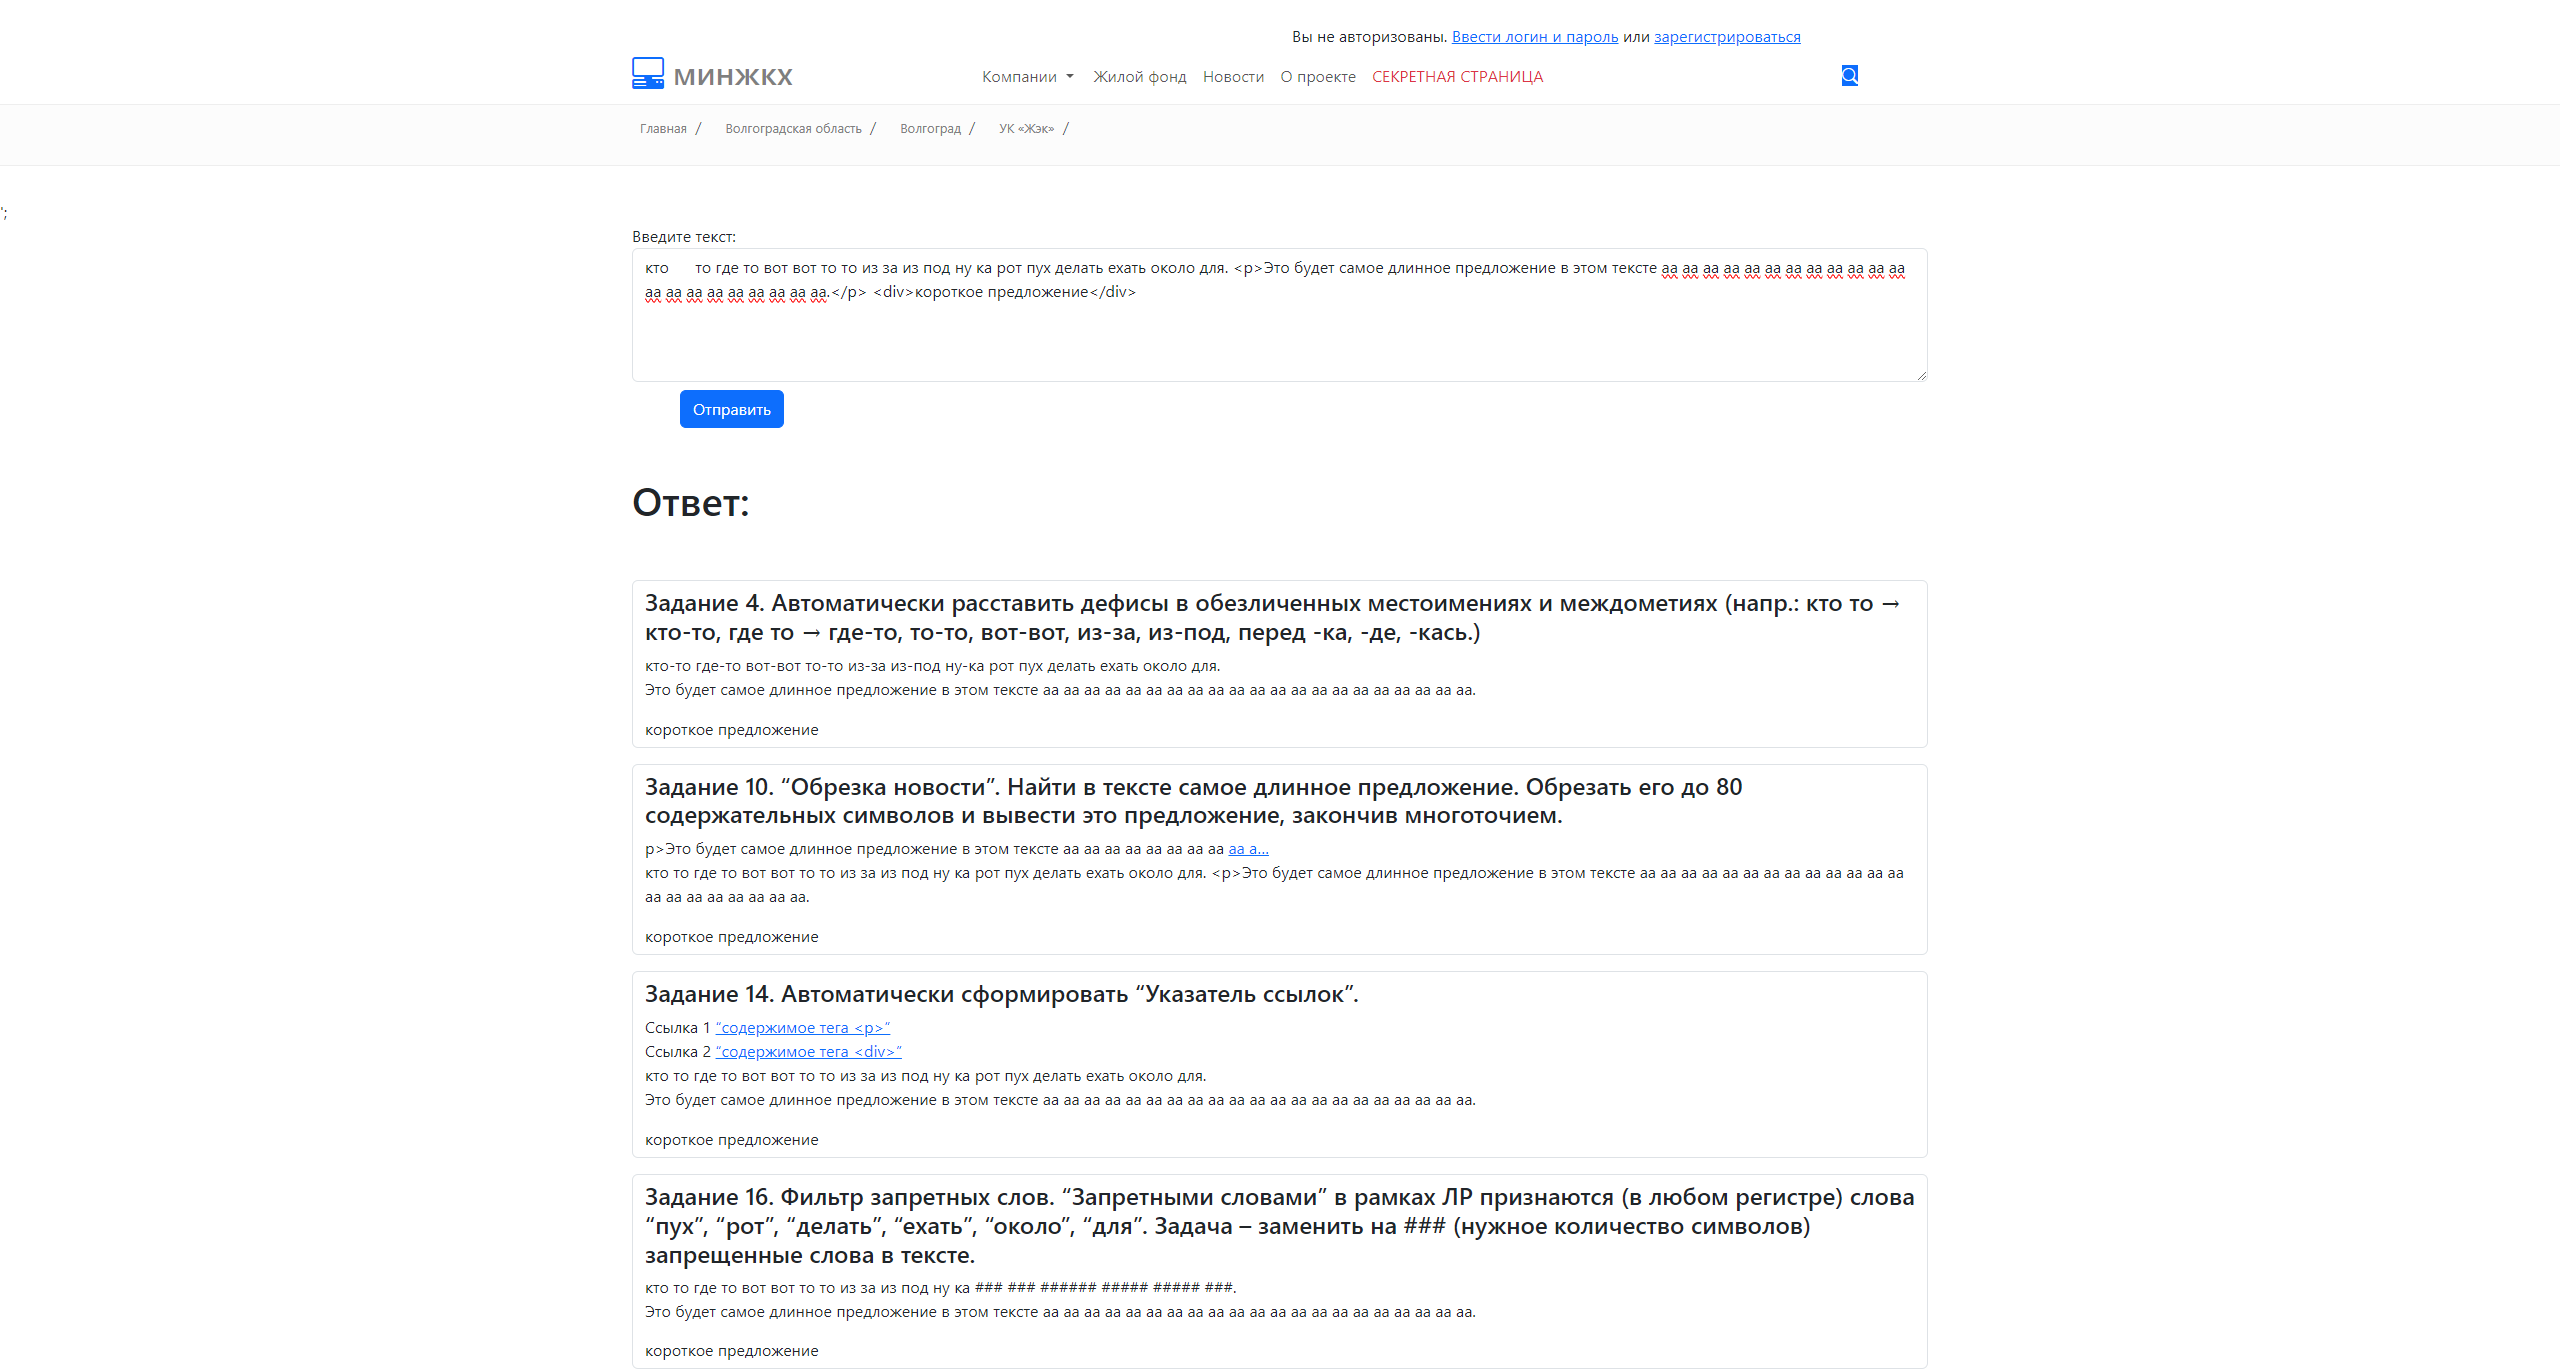 Вы не авторизованы. Ввести логин и пароль или зарегистрироваться
МИНЖКХ
Компании Жилой фонд Новости О проекте СЕКРЕТНАЯ СТРАНИЦА
Главная / Волгоградская область / Волгоград / УК «Жэк» /
';
Введите текст:
кто то где то вот вот то то из за из под ну ка рот пух делать ехать около для. <p>Это будет самое длинное предложение в этом тексте аа аа аа аа аа аа аа аа аа аа аа аа
аа аа аа аа аа аа аа аа аа.</p> <div>короткое предложение</div>
Отправить
Ответ:
Задание 4. Автоматически расставить дефисы в обезличенных местоимениях и междометиях (напр.: кто то →
кто-то, где то → где-то, то-то, вот-вот, из-за, из-под, перед -ка, -де, -кась.)
кто-то где-то вот-вот то-то из-за из-под ну-ка рот пух делать ехать около для.
Это будет самое длинное предложение в этом тексте аа аа аа аа аа аа аа аа аа аа аа аа аа аа аа аа аа аа аа аа аа.
короткое предложение
Задание 10. “Обрезка новости”. Найти в тексте самое длинное предложение. Обрезать его до 80
содержательных символов и вывести это предложение, закончив многоточием.
p>Это будет самое длинное предложение в этом тексте аа аа аа аа аа аа аа аа аа а...
кто то где то вот вот то то из за из под ну ка рот пух делать ехать около для. <p>Это будет самое длинное предложение в этом тексте аа аа аа аа аа аа аа аа аа аа аа аа аа
аа аа аа аа аа аа аа аа.
короткое предложение
Задание 14. Автоматически сформировать “Указатель ссылок”.
Ссылка 1 “содержимое тега <p>”
Ссылка 2 “содержимое тега <div>”
кто то где то вот вот то то из за из под ну ка рот пух делать ехать около для.
Это будет самое длинное предложение в этом тексте аа аа аа аа аа аа аа аа аа аа аа аа аа аа аа аа аа аа аа аа аа.
короткое предложение
Задание 16. Фильтр запретных слов. “Запретными словами” в рамках ЛР признаются (в любом регистре) слова
“пух”, “рот”, “делать”, “ехать”, “около”, “для”. Задача – заменить на ### (нужное количество символов)
запрещенные слова в тексте.
кто то где то вот вот то то из за из под ну ка ### ### ###### ##### ##### ###.
Это будет самое длинное предложение в этом тексте аа аа аа аа аа аа аа аа аа аа аа аа аа аа аа аа аа аа аа аа аа.
короткое предложение